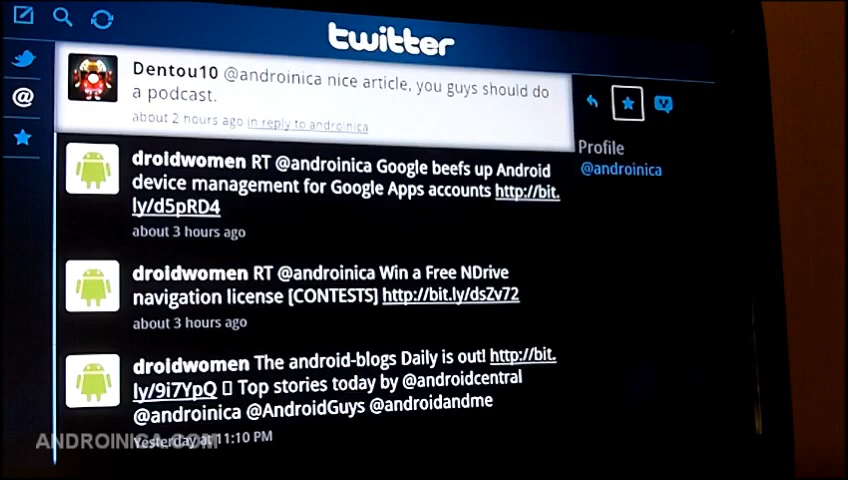 twitter
Dentou10 @androinica nice article, you guys should do
a podcast.
about 2 hours ago in reply to androinica
Profile
@androinica
droidwomen RT @androinica Google beefs up Android
device management for Google Apps accounts http://bit.
ly/d5pRD4
about 3 hours ago
droidwomen RT @androinica Win a Free NDrive
navigation license [CONTESTS] http://bit.ly/dsZv72
about 3 hours ago
droidwomen The android-blogs Daily is out! http://bit.
ly/9i7YpQ ▯ Top stories today by @androidcentral
@androinica @AndroidGuys @androidandme
Yesterday at 11:10 PM
ANDROINICA.COM